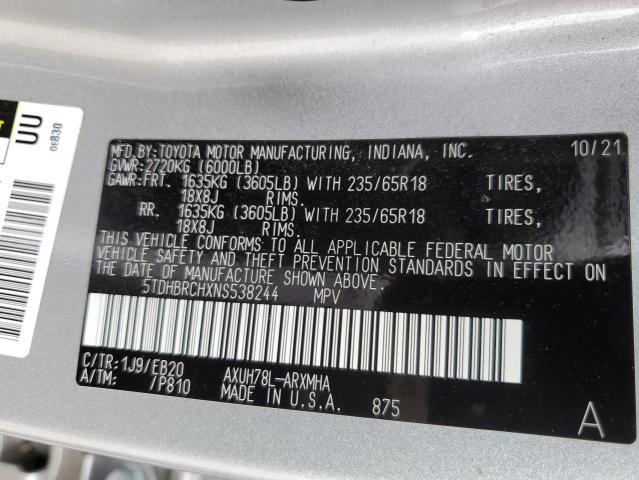 MFD.BY:TOYOTA MOTOR MANUFACTURING, INDIANA, INC. 10/21
GVWR:2720KG (6000LB)
GAWR:FRT. 1635KG (3605LB) WITH 235/65R18 TIRES,
18X8J RIMS.
RR. 1635KG (3605LB) WITH 235/65R18 TIRES,
18X8J RIMS.
THIS VEHICLE CONFORMS TO ALL APPLICABLE FEDERAL MOTOR
VEHICLE SAFETY AND THEFT PREVENTION STANDARDS IN EFFECT ON
THE DATE OF MANUFACTURE SHOWN ABOVE.
5TDHBRCHXNS538244 MPV
C/TR:1J9/EB20 AXUH78L-ARXMHA
A/TM: /P810 MADE IN U.S.A. 875
A
UU
0E830